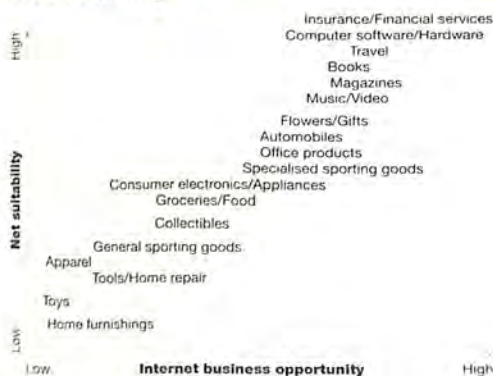 High
Insurance/Financial services
Computer software/Hardware
Travel
Books
Magazines
Music/Video
Flowers/Gifts
Automobiles
Office products
Specialised sporting goods
Consumer electronics/Appliances
Groceries/Food
Collectibles
General sporting goods
Apparel
Tools/Home repair
Toys
Home furnishings
Net suitability
Low
Low
Internet business opportunity
High